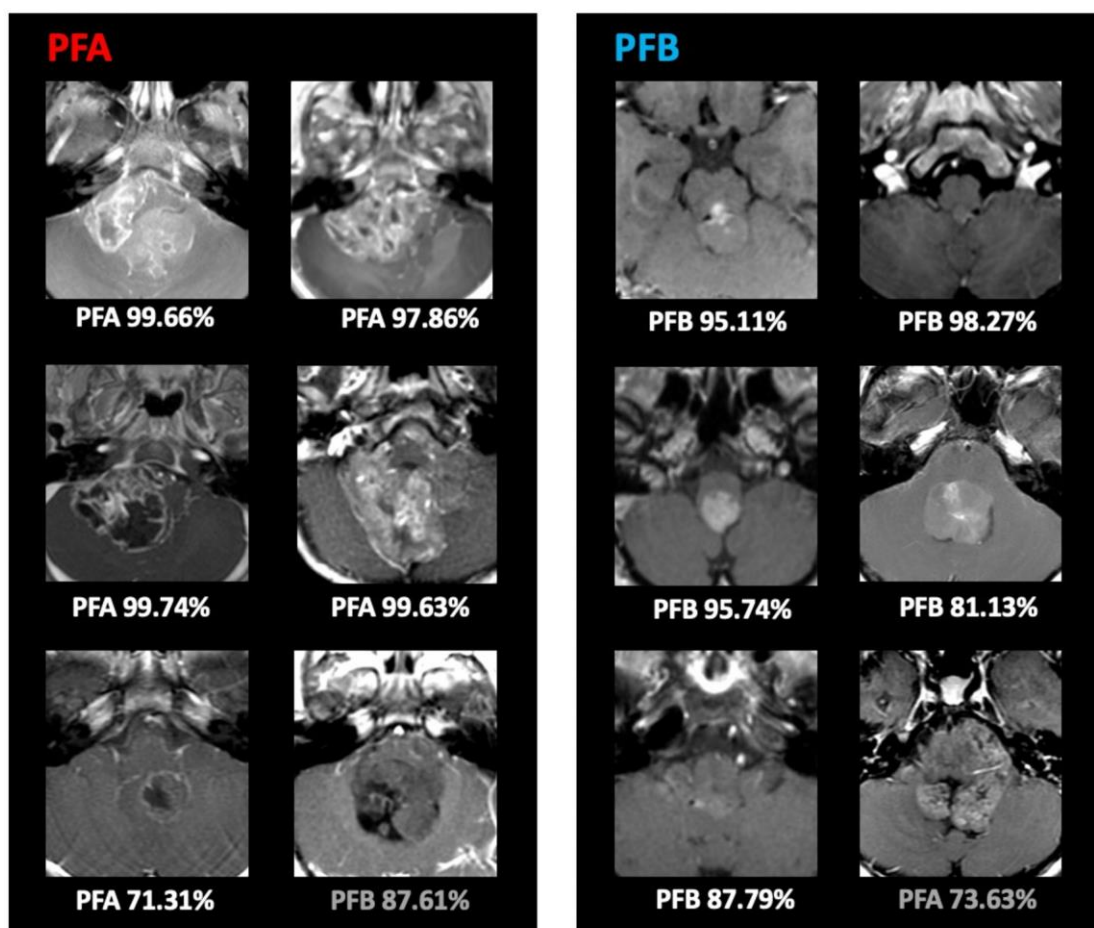 PFA
PFB
PFA 99.66%
PFA 97.86%
PFB 95.11%
PFB 98.27%
PFA 99.74%
PFA 99.63%
PFB 95.74%
PFB 81.13%
PFA 71.31%
PFB 87.61%
PFB 87.79%
PFA 73.63%